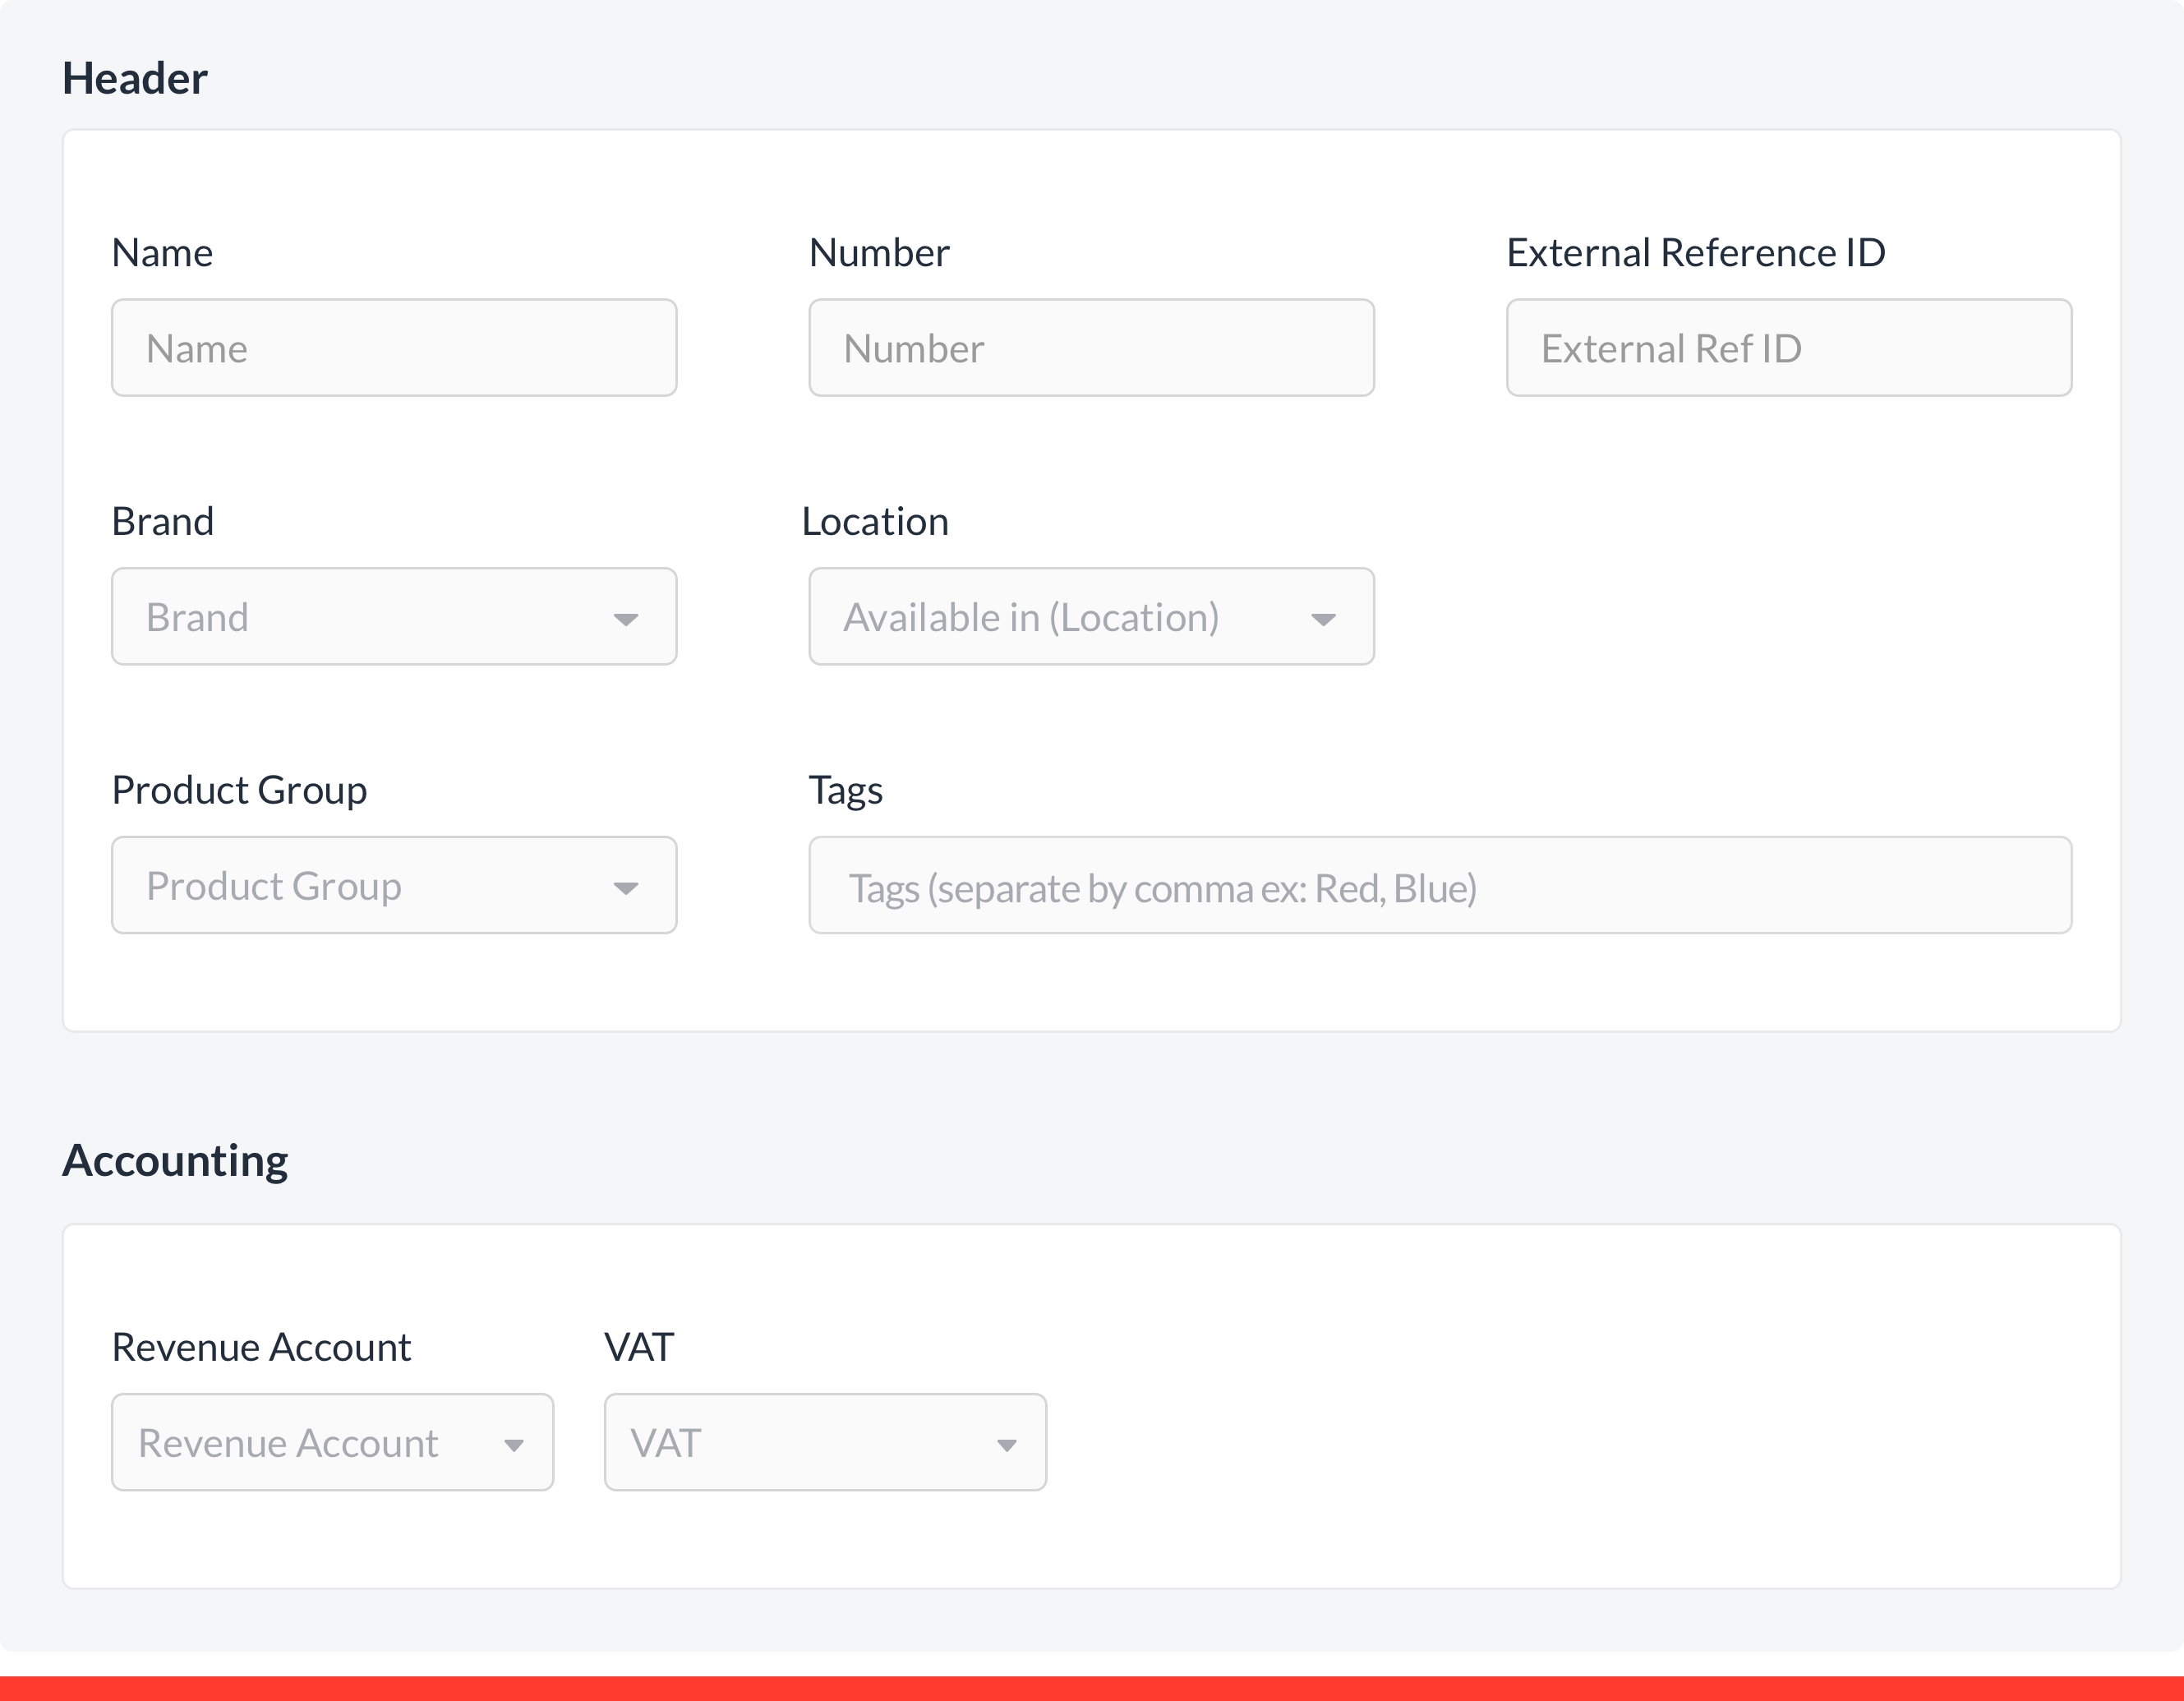 Header
Name Number External Reference ID
Name Number External Ref ID
Brand Location
Brand Available in (Location)
Product Group Tags
Product Group Tags (separate by comma ex: Red, Blue)
Accounting
Revenue Account VAT
Revenue Account VAT